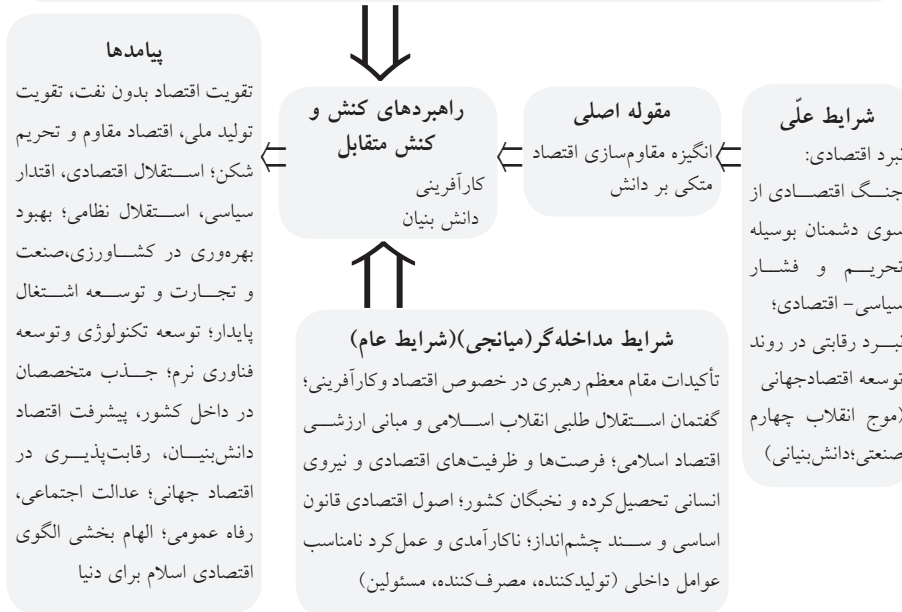 شرایط علّی
نبرد اقتصادی:
جنگ اقتصادی از
سوی دشمنان بوسیله
تحریم و فشار
سیاسی- اقتصادی؛
نبرد رقابتی در روند
توسعه اقتصادجهانی
(موج انقلاب چهارم
صنعتی؛دانش‌بنیانی)
مقوله اصلی
انگیزه مقاوم‌سازی اقتصاد
متکی بر دانش
راهبردهای کنش و
کنش متقابل
کارآفرینی
دانش بنیان
شرایط مداخله‌گر(میانجی)(شرایط عام)
تأکیدات مقام معظم رهبری در خصوص اقتصاد وکارآفرینی؛
گفتمان استقلال طلبی انقلاب اسلامی و مبانی ارزشی
اقتصاد اسلامی؛ فرصت‌ها و ظرفیت‌های اقتصادی و نیروی
انسانی تحصیل‌کرده و نخبگان کشور؛ اصول اقتصادی قانون
اساسی و سند چشم‌انداز؛ ناکارآمدی و عمل‌کرد نامناسب
عوامل داخلی (تولیدکننده، مصرف‌کننده، مسئولین)
پیامدها
تقویت اقتصاد بدون نفت، تقویت
تولید ملی، اقتصاد مقاوم و تحریم
شکن؛ استقلال اقتصادی، اقتدار
سیاسی، استقلال نظامی؛ بهبود
بهره‌وری در کشاورزی،صنعت
و تجارت و توسعه اشتغال
پایدار؛ توسعه تکنولوژی وتوسعه
فناوری نرم؛ جذب متخصصان
در داخل کشور، پیشرفت اقتصاد
دانش‌بنیان، رقابت‌پذیری در
اقتصاد جهانی؛ عدالت اجتماعی،
رفاه عمومی؛ الهام بخشی الگوی
اقتصادی اسلام برای دنیا